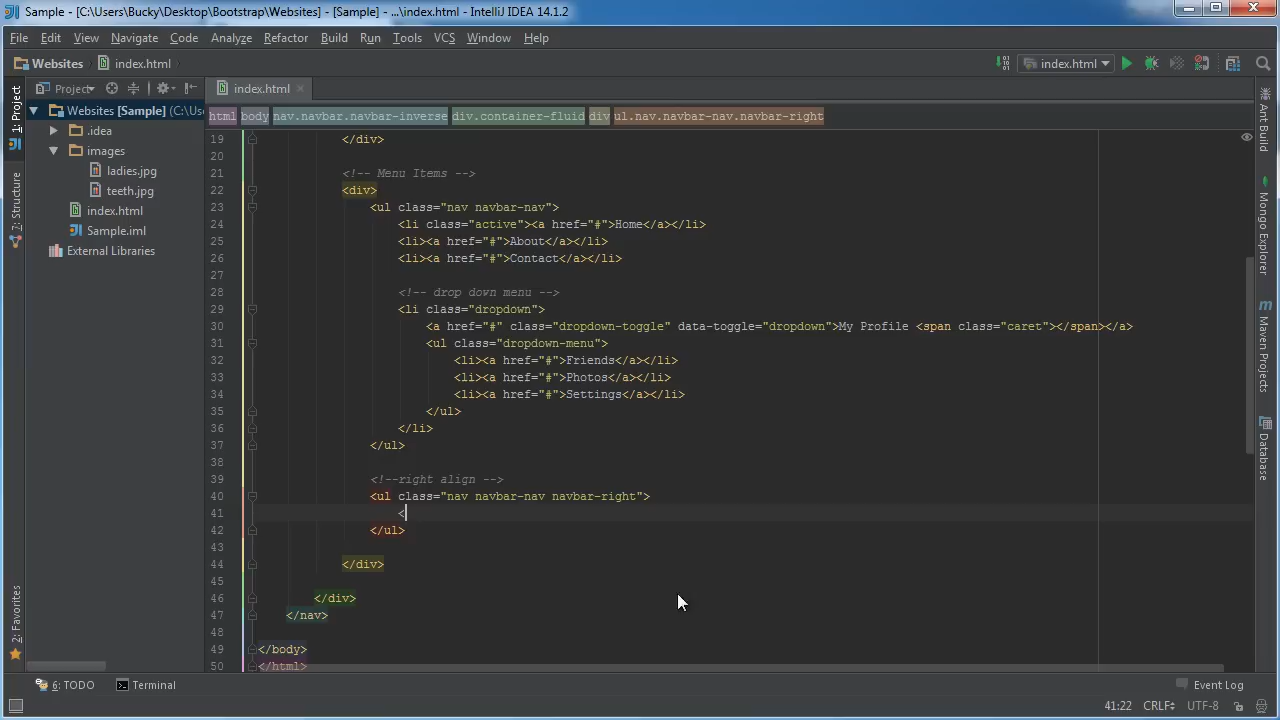 Sample - [C:\Users\Bucky\Desktop\Bootstrap\Websites] - [Sample] - ...\index.html - IntelliJ IDEA 14.1.2
File Edit View Navigate Code Analyze Refactor Build Run Tools VCS Window Help
Websites index.html index.html
Project index.html
Websites [Sample] (C:\Use
.idea
images
ladies.jpg
teeth.jpg
index.html
Sample.iml
External Libraries
1: Project
7: Structure
2: Favorites
html body nav.navbar.navbar-inverse div.container-fluid div ul.nav.navbar-nav.navbar-right
19 </div>
20
21 <!-- Menu Items -->
22 <div>
23 <ul class="nav navbar-nav">
24 <li class="active"><a href="#">Home</a></li>
25 <li><a href="#">About</a></li>
26 <li><a href="#">Contact</a></li>
27
28 <!-- drop down menu -->
29 <li class="dropdown">
30 <a href="#" class="dropdown-toggle" data-toggle="dropdown">My Profile <span class="caret"></span></a>
31 <ul class="dropdown-menu">
32 <li><a href="#">Friends</a></li>
33 <li><a href="#">Photos</a></li>
34 <li><a href="#">Settings</a></li>
35 </ul>
36 </li>
37 </ul>
38
39 <!--right align -->
40 <ul class="nav navbar-nav navbar-right">
41 <
42 </ul>
43
44 </div>
45
46 </div>
47 </nav>
48
49 </body>
50 </html>
Ant Build
Mongo Explorer
m
Maven Projects
Database
6: TODO Terminal Event Log
41:22 CRLF UTF-8